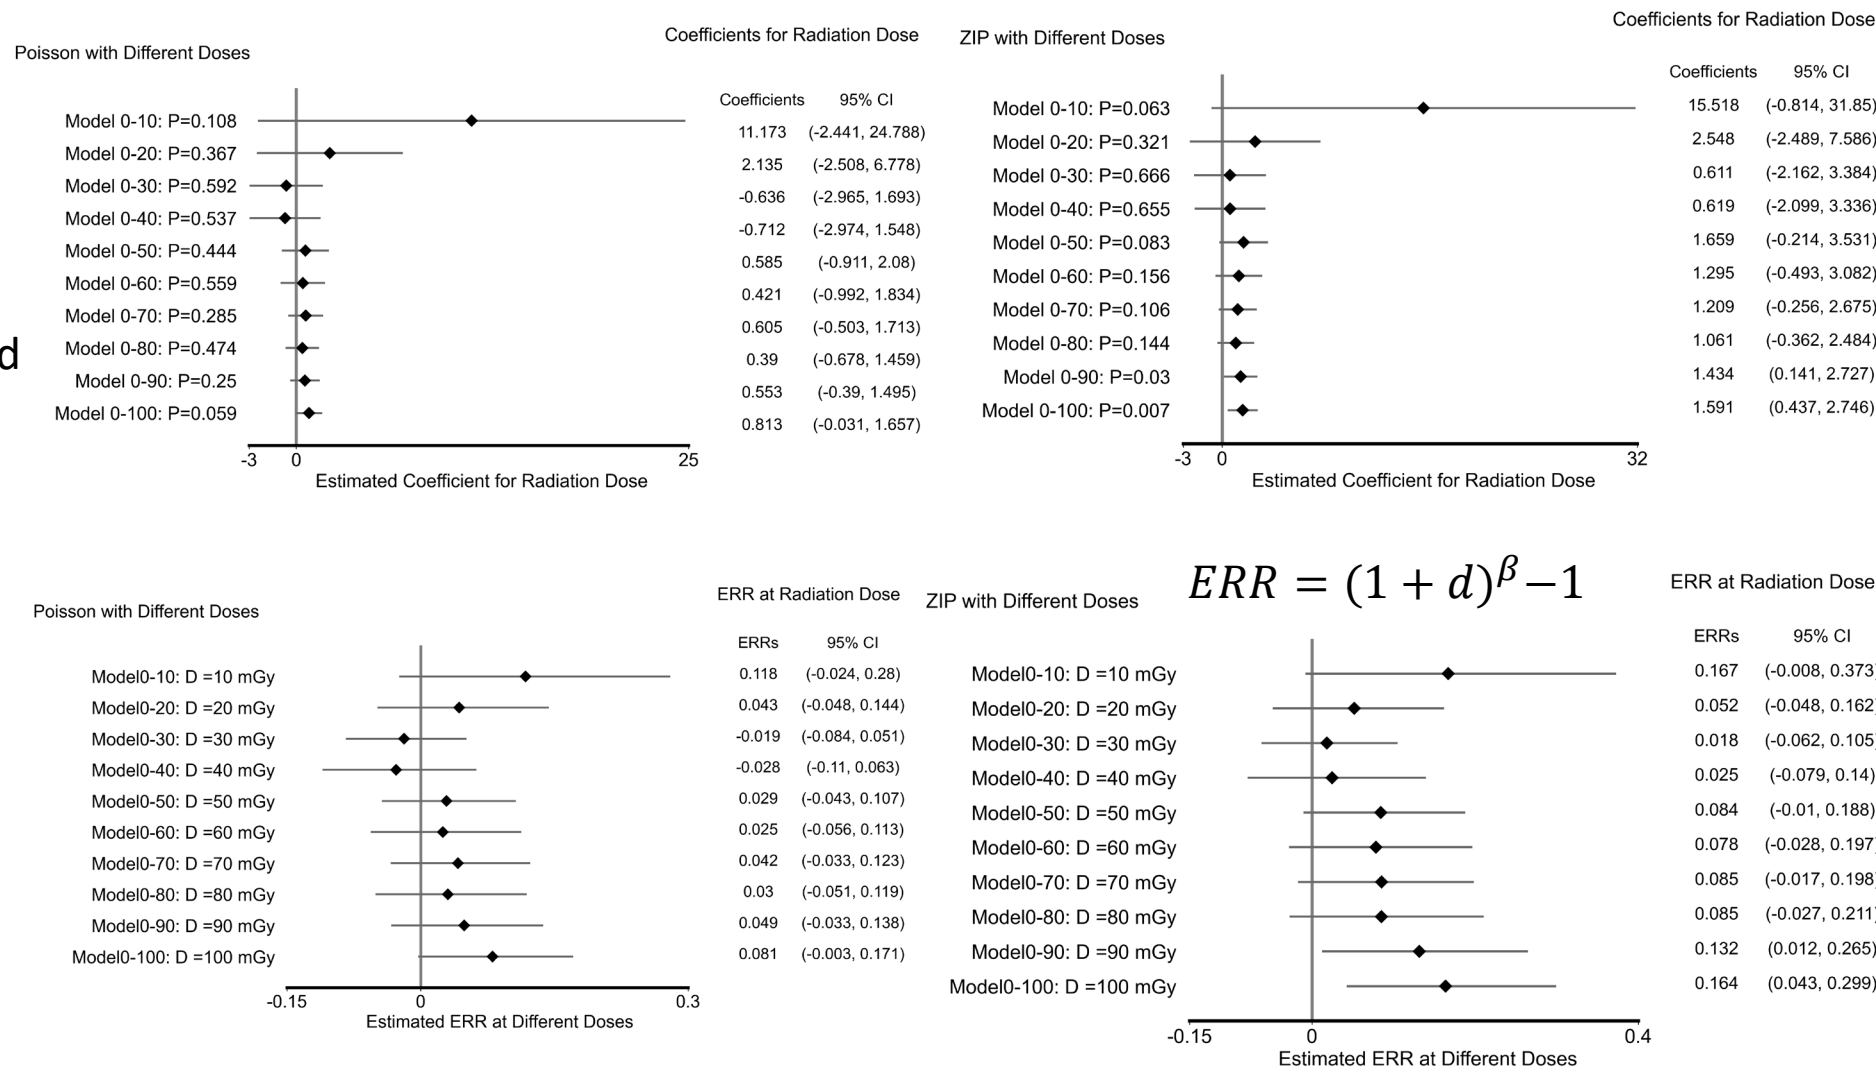 Poisson with Different Doses
Coefficients for Radiation Dose
Coefficients 95% CI
Model 0-10: P=0.108 11.173 (-2.441, 24.788)
Model 0-20: P=0.367 2.135 (-2.508, 6.778)
Model 0-30: P=0.592 -0.636 (-2.965, 1.693)
Model 0-40: P=0.537 -0.712 (-2.974, 1.548)
Model 0-50: P=0.444 0.585 (-0.911, 2.08)
Model 0-60: P=0.559 0.421 (-0.992, 1.834)
Model 0-70: P=0.285 0.605 (-0.503, 1.713)
Model 0-80: P=0.474 0.39 (-0.678, 1.459)
Model 0-90: P=0.25 0.553 (-0.39, 1.495)
Model 0-100: P=0.059 0.813 (-0.031, 1.657)
-3 0 25
Estimated Coefficient for Radiation Dose
d
ZIP with Different Doses
Coefficients for Radiation Dose
Coefficients 95% CI
Model 0-10: P=0.063 15.518 (-0.814, 31.85)
Model 0-20: P=0.321 2.548 (-2.489, 7.586)
Model 0-30: P=0.666 0.611 (-2.162, 3.384)
Model 0-40: P=0.655 0.619 (-2.099, 3.336)
Model 0-50: P=0.083 1.659 (-0.214, 3.531)
Model 0-60: P=0.156 1.295 (-0.493, 3.082)
Model 0-70: P=0.106 1.209 (-0.256, 2.675)
Model 0-80: P=0.144 1.061 (-0.362, 2.484)
Model 0-90: P=0.03 1.434 (0.141, 2.727)
Model 0-100: P=0.007 1.591 (0.437, 2.746)
-3 0 32
Estimated Coefficient for Radiation Dose
Poisson with Different Doses
ERR at Radiation Dose
ERRs 95% CI
Model0-10: D =10 mGy 0.118 (-0.024, 0.28)
Model0-20: D =20 mGy 0.043 (-0.048, 0.144)
Model0-30: D =30 mGy -0.019 (-0.084, 0.051)
Model0-40: D =40 mGy -0.028 (-0.11, 0.063)
Model0-50: D =50 mGy 0.029 (-0.043, 0.107)
Model0-60: D =60 mGy 0.025 (-0.056, 0.113)
Model0-70: D =70 mGy 0.042 (-0.033, 0.123)
Model0-80: D =80 mGy 0.03 (-0.051, 0.119)
Model0-90: D =90 mGy 0.049 (-0.033, 0.138)
Model0-100: D =100 mGy 0.081 (-0.003, 0.171)
-0.15 0 0.3
Estimated ERR at Different Doses
ZIP with Different Doses
ERR = (1 + d)^β−1
ERR at Radiation Dose
ERRs 95% CI
Model0-10: D =10 mGy 0.167 (-0.008, 0.373)
Model0-20: D =20 mGy 0.052 (-0.048, 0.162)
Model0-30: D =30 mGy 0.018 (-0.062, 0.105)
Model0-40: D =40 mGy 0.025 (-0.079, 0.14)
Model0-50: D =50 mGy 0.084 (-0.01, 0.188)
Model0-60: D =60 mGy 0.078 (-0.028, 0.197)
Model0-70: D =70 mGy 0.085 (-0.017, 0.198)
Model0-80: D =80 mGy 0.085 (-0.027, 0.211)
Model0-90: D =90 mGy 0.132 (0.012, 0.265)
Model0-100: D =100 mGy 0.164 (0.043, 0.299)
-0.15 0 0.4
Estimated ERR at Different Doses